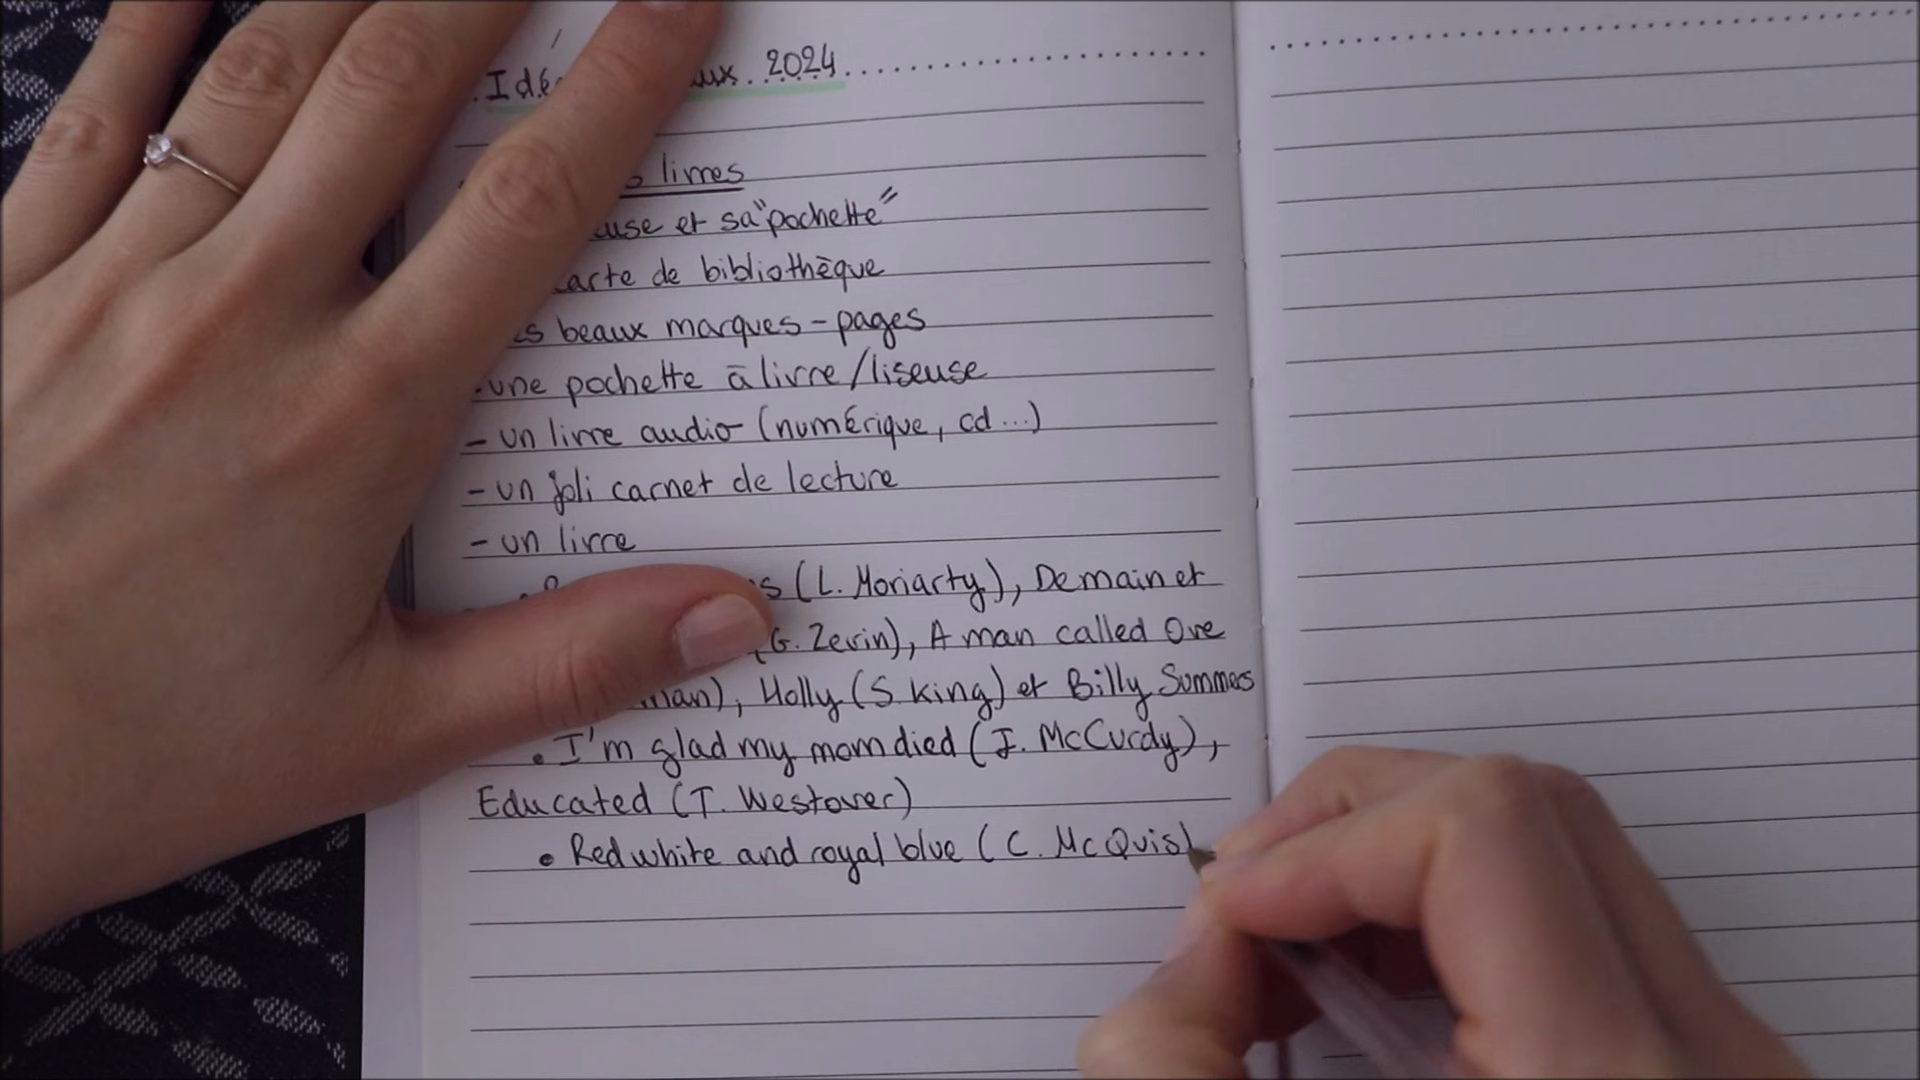 2024
livres
et sa "pochette"
de bibliothèque
beaux marques-pages
- une pochette à livre/liseuse
- un livre audio (numérique, cd ...)
- un joli carnet de lecture
- un livre
(L. Moriarty), Demain et
(G. Zevin), A man called Ove
Holly (S. King) et Billy Summers
• I'm glad my mom died (J. McCurdy),
Educated (T. Westover)
• Red white and royal blue (C. McQuis)